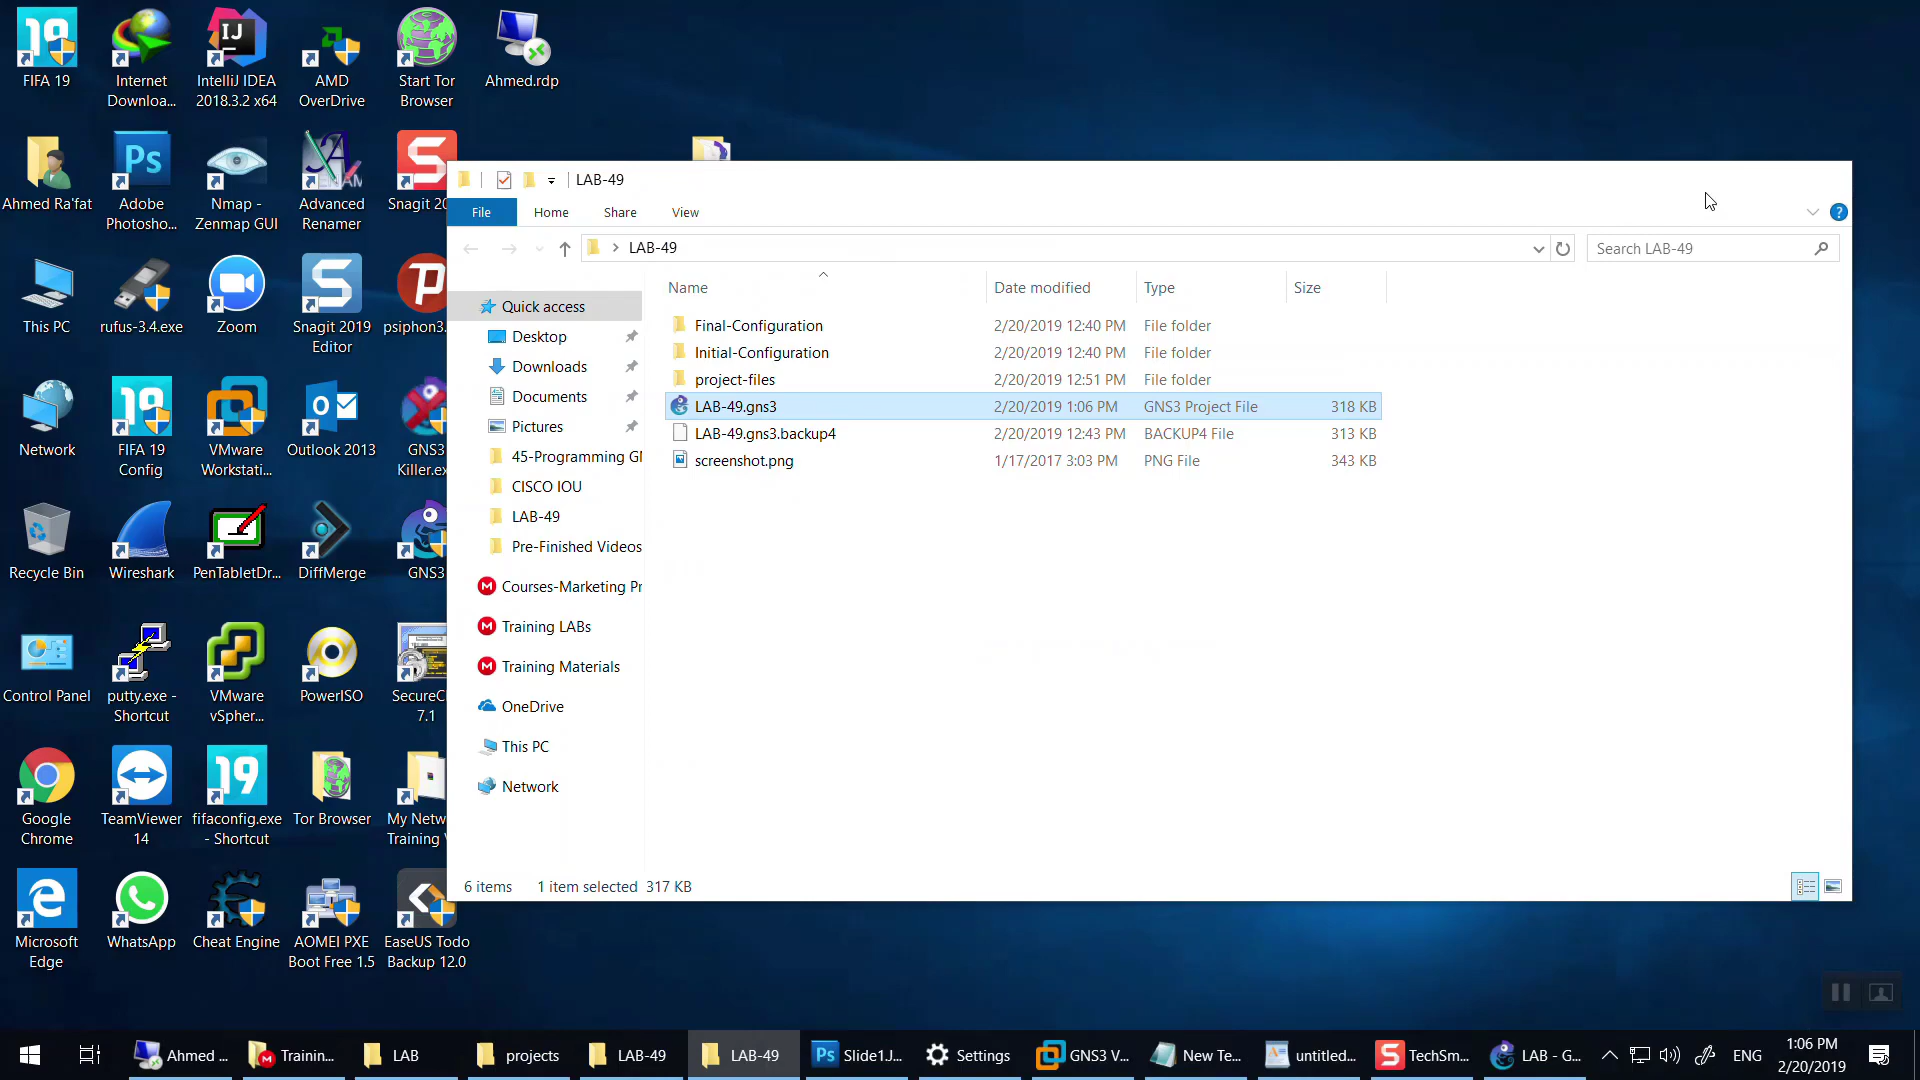 FIFA 19
Internet
Downloa...
IntelliJ IDEA
2018.3.2 x64
AMD
OverDrive
Start Tor
Browser
Ahmed.rdp
Ahmed Ra'fat
Adobe
Photosho...
Nmap -
Zenmap GUI
Advanced
Renamer
Snagit 20
This PC
rufus-3.4.exe
Zoom
Snagit 2019
Editor
psiphon3.
Network
FIFA 19
Config
VMware
Workstati...
Outlook 2013
GNS3
Killer.ex
Recycle Bin
Wireshark
PenTabletDr...
DiffMerge
GNS3
Control Panel
putty.exe -
Shortcut
VMware
vSpher...
PowerISO
SecureC
7.1
Google
Chrome
TeamViewer
14
fifaconfig.exe
- Shortcut
Tor Browser
My Netw
Training
Microsoft
Edge
WhatsApp
Cheat Engine
AOMEI PXE
Boot Free 1.5
EaseUS Todo
Backup 12.0
LAB-49
File Home Share View
LAB-49
Search LAB-49
Name Date modified Type Size
Final-Configuration 2/20/2019 12:40 PM File folder
Initial-Configuration 2/20/2019 12:40 PM File folder
project-files 2/20/2019 12:51 PM File folder
LAB-49.gns3 2/20/2019 1:06 PM GNS3 Project File 318 KB
LAB-49.gns3.backup4 2/20/2019 12:43 PM BACKUP4 File 313 KB
screenshot.png 1/17/2017 3:03 PM PNG File 343 KB
Quick access
Desktop
Downloads
Documents
Pictures
45-Programming GI
CISCO IOU
LAB-49
Pre-Finished Videos
Courses-Marketing Pr
Training LABs
Training Materials
OneDrive
This PC
Network
6 items 1 item selected 317 KB
Ahmed ... Trainin... LAB projects LAB-49 LAB-49 Slide1.J... Settings GNS3 V... New Te... untitled... TechSm... LAB - G... ENG
1:06 PM
2/20/2019